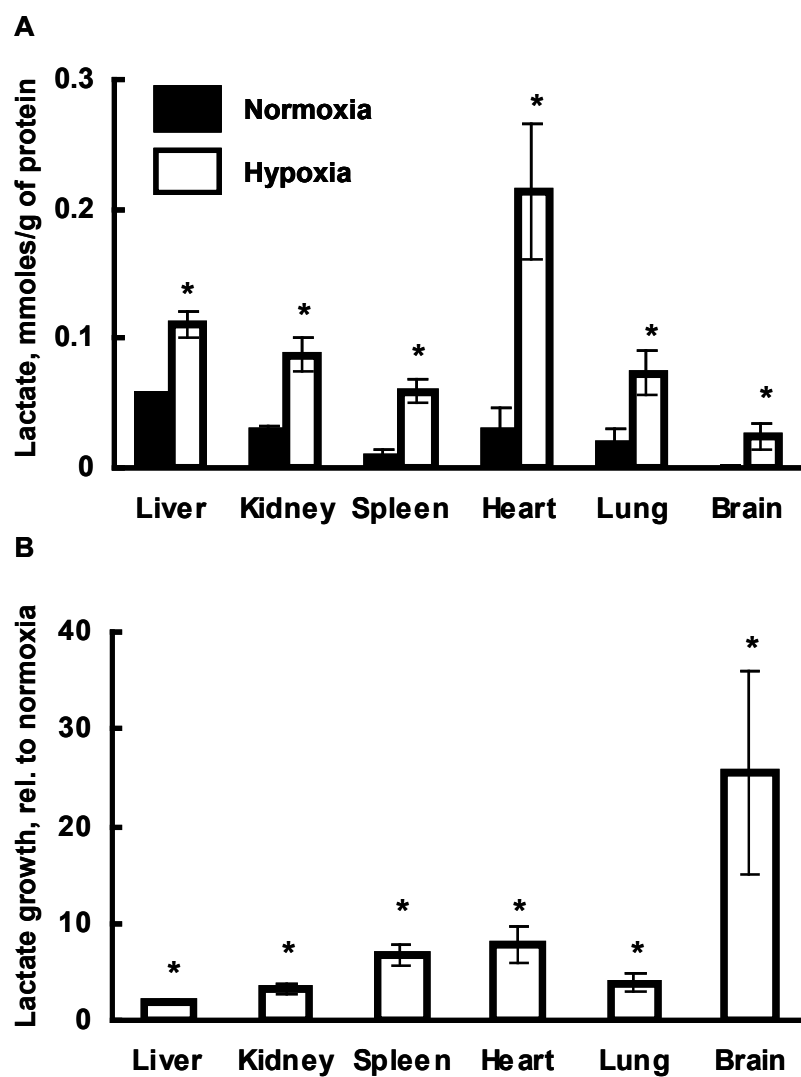 A
Lactate, mmoles/g of protein
0.3
0.2
0.1
0
Normoxia
Hypoxia
*
*
*
*
*
*
Liver Kidney Spleen Heart Lung Brain
B
Lactate growth, rel. to normoxia
40
30
20
10
0
*
*
*
*
*
*
Liver Kidney Spleen Heart Lung Brain